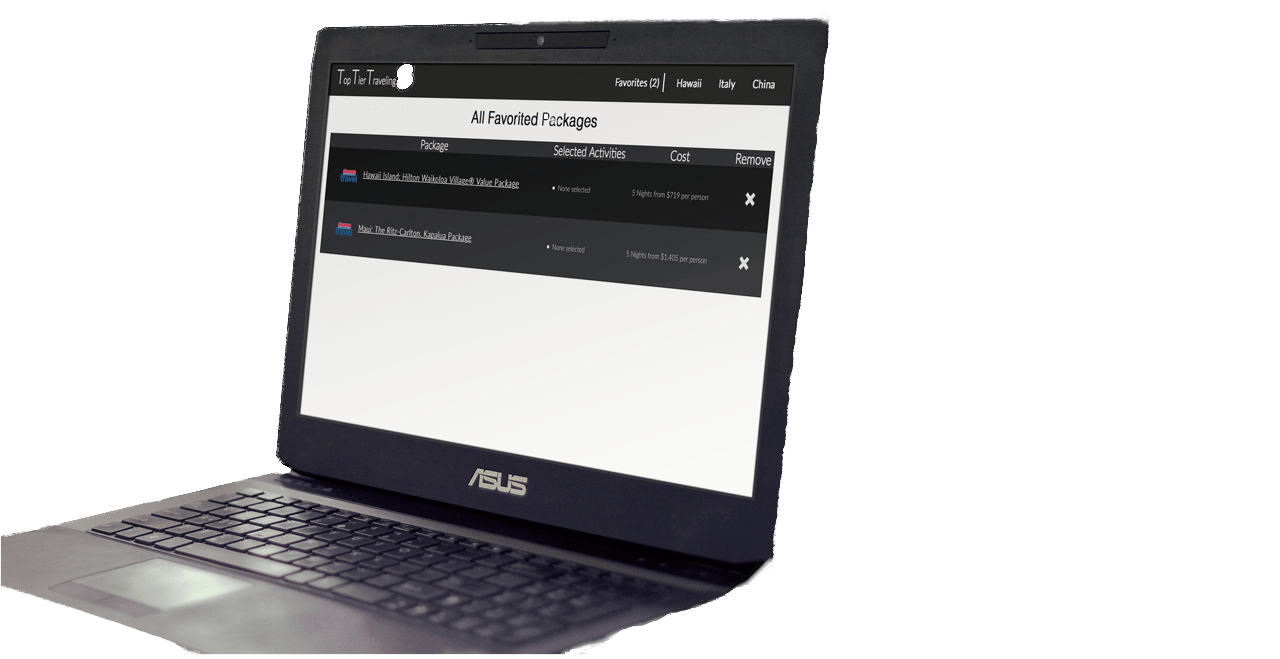 Top Tier Traveling
Favorites (2) Hawaii Italy China
All Favorited Packages
Package Selected Activities Cost Remove
Hawaii Island: Hilton Waikoloa Village® Value Package
None selected
5 Nights from $719 per person
Maui: The Ritz-Carlton, Kapalua Package
None selected
5 Nights from $1,405 per person
ASUS